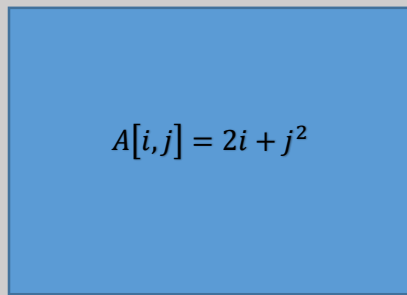 A[i, j] = 2i + j²